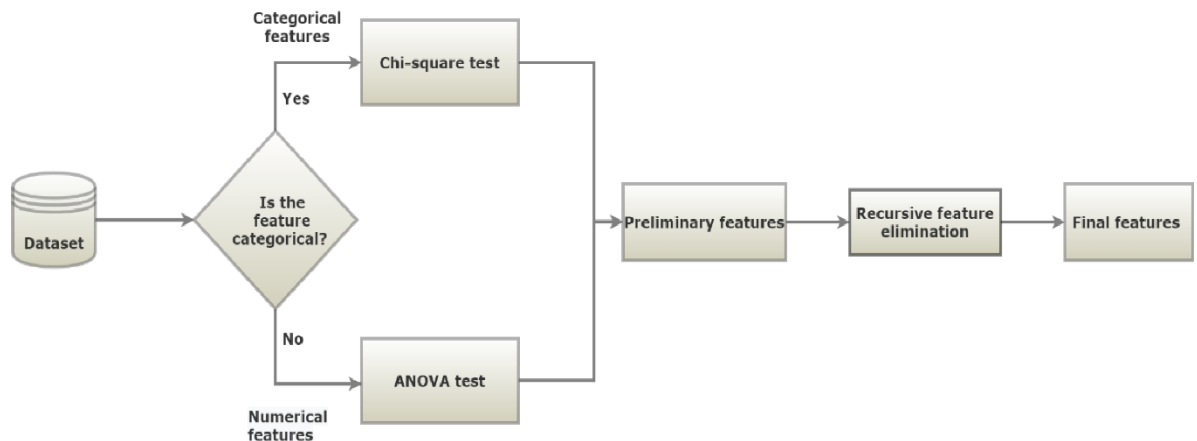 Categorical
features
Chi-square test
Yes
Is the
feature
categorical?
Dataset
Preliminary features
Recursive feature
elimination
Final features
No
ANOVA test
Numerical
features